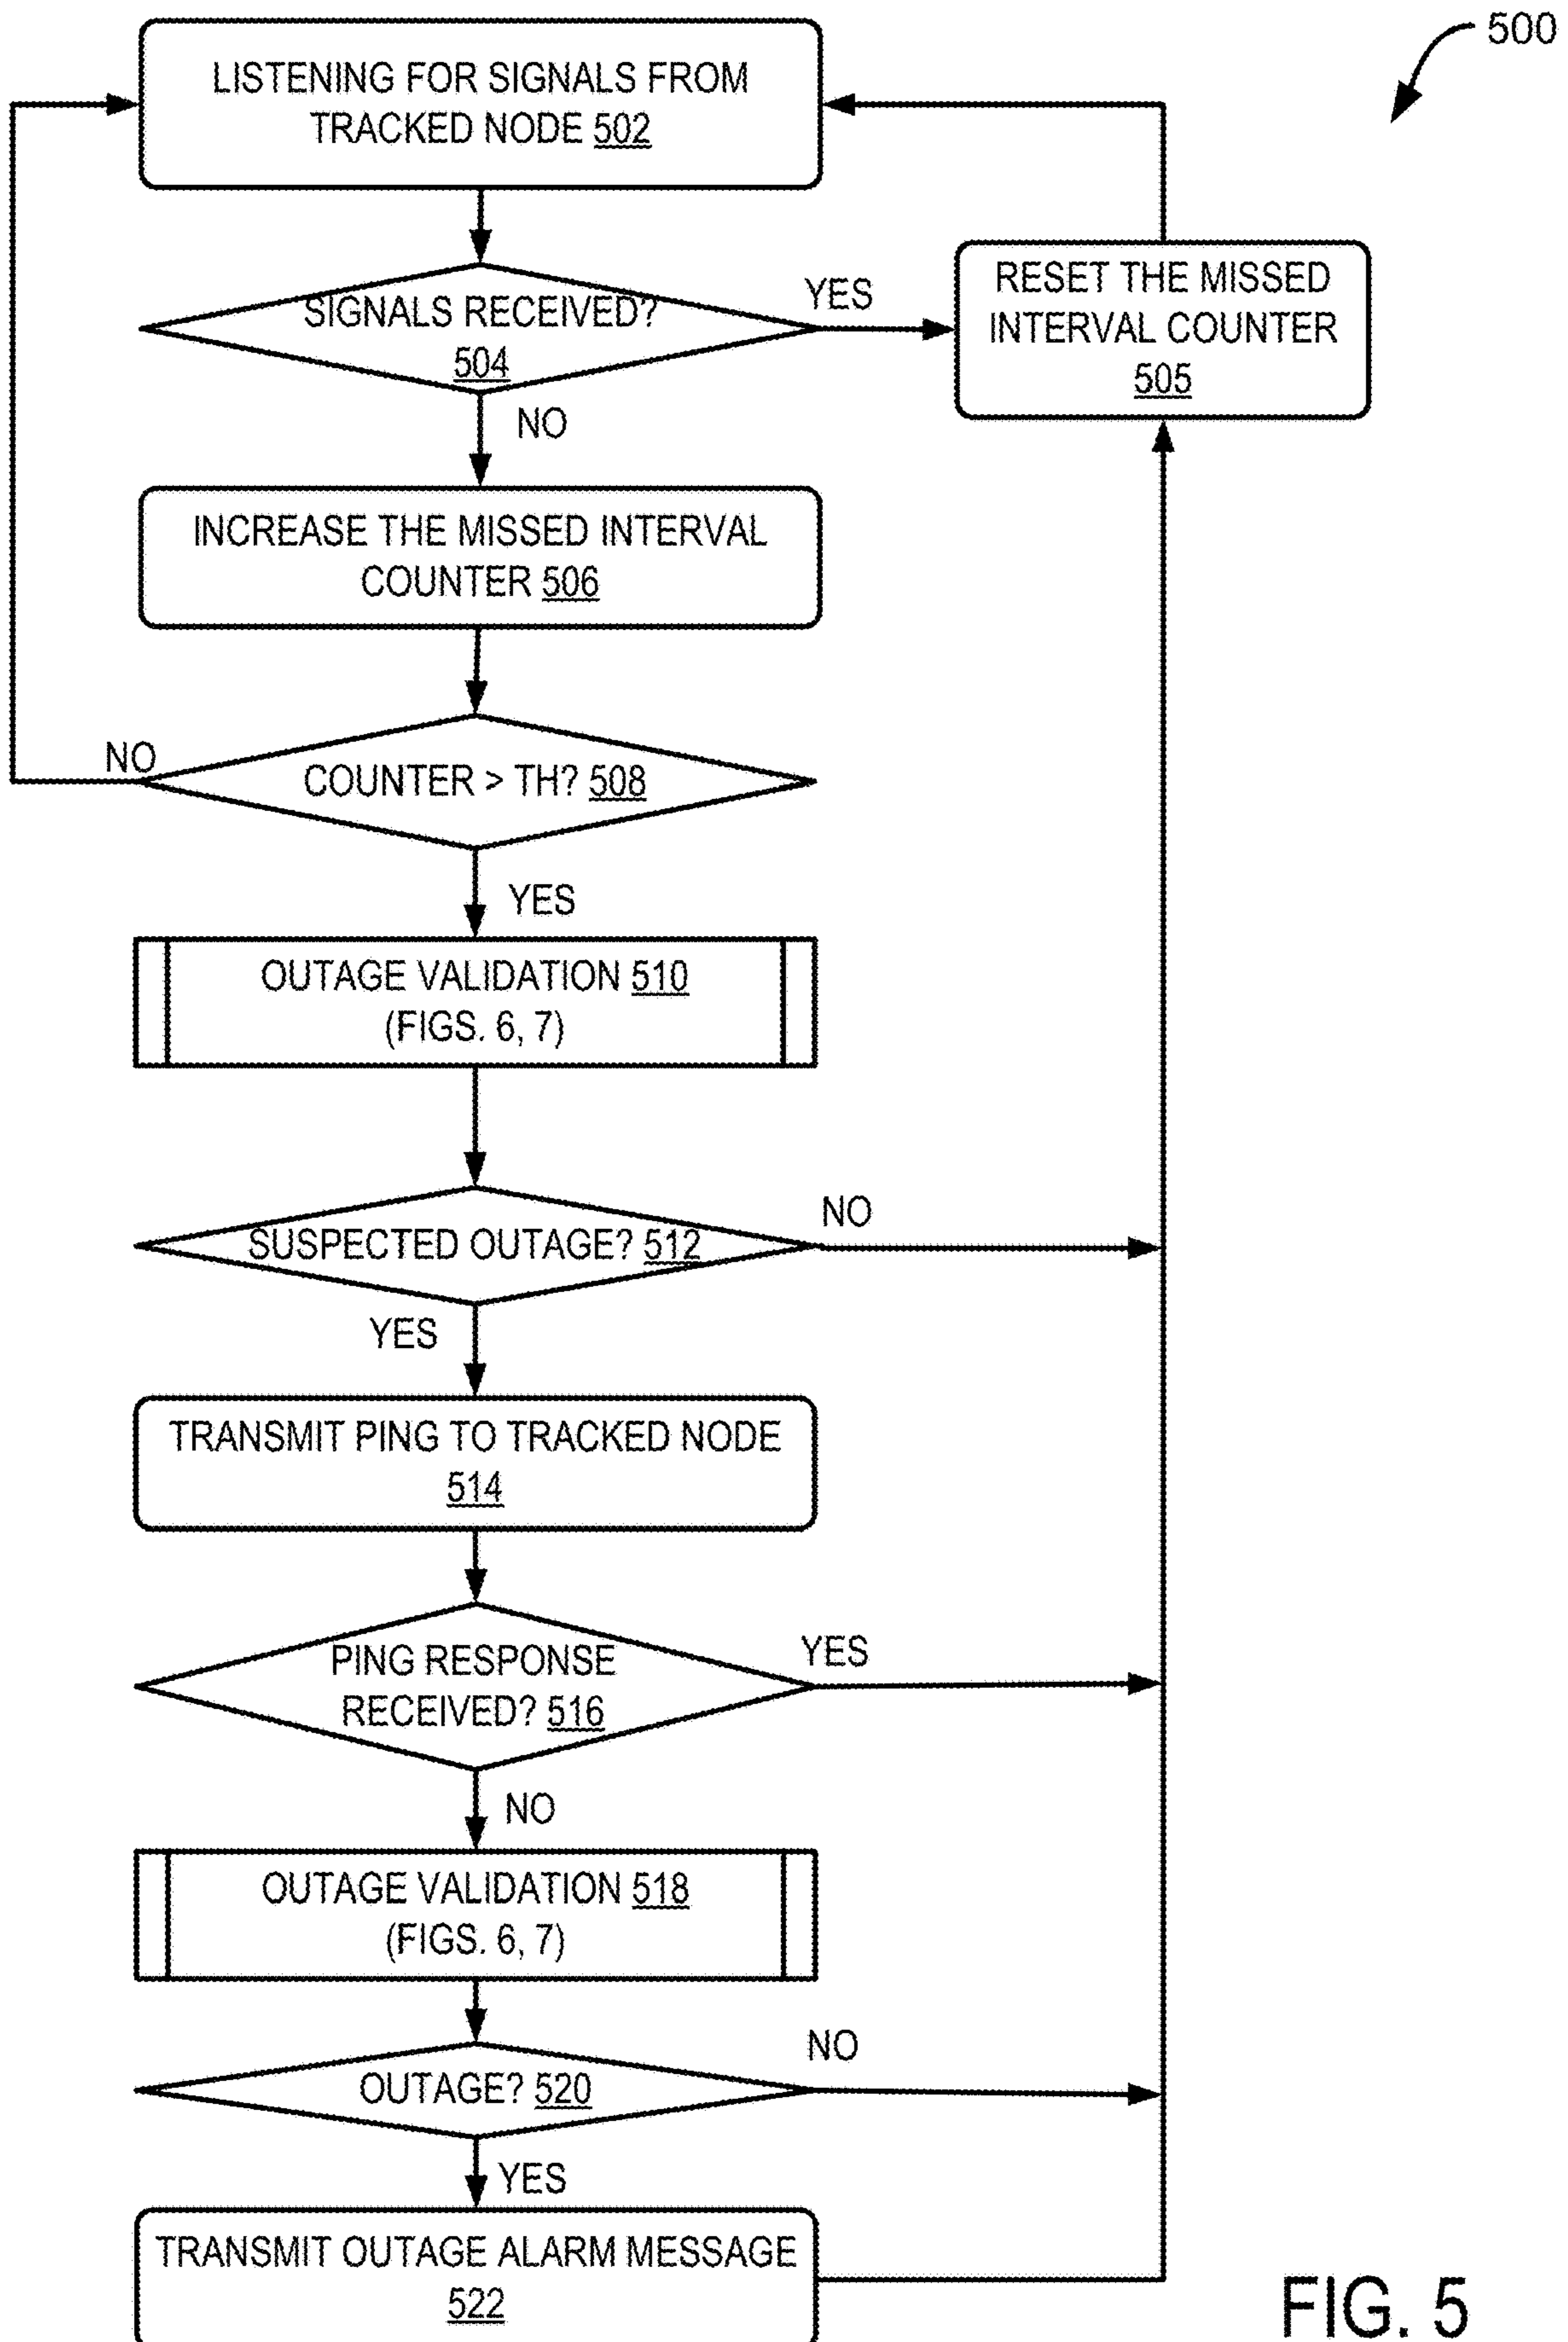 500
LISTENING FOR SIGNALS FROM
TRACKED NODE 502
SIGNALS RECEIVED?
504
YES
RESET THE MISSED
INTERVAL COUNTER
505
NO
INCREASE THE MISSED INTERVAL
COUNTER 506
NO
COUNTER > TH? 508
YES
OUTAGE VALIDATION 510
(FIGS. 6, 7)
SUSPECTED OUTAGE? 512
NO
YES
TRANSMIT PING TO TRACKED NODE
514
PING RESPONSE
RECEIVED? 516
YES
NO
OUTAGE VALIDATION 518
(FIGS. 6, 7)
OUTAGE? 520
NO
YES
TRANSMIT OUTAGE ALARM MESSAGE
522
FIG. 5